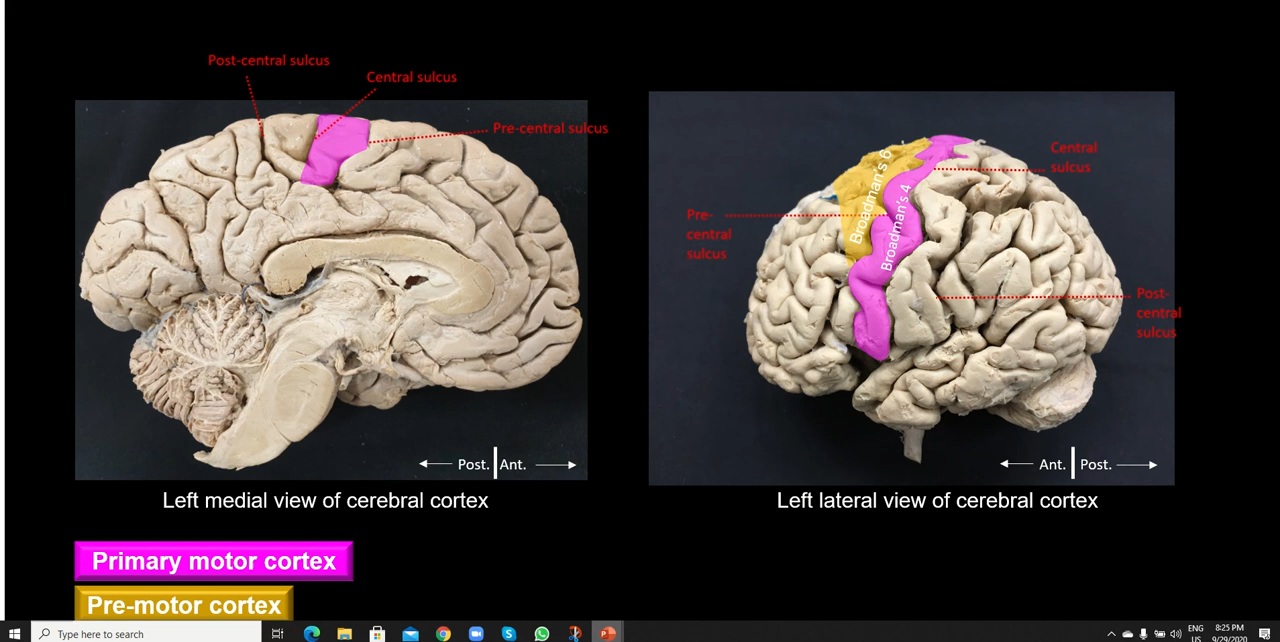 Post-central sulcus
Central sulcus
Pre-central sulcus
Post.
Ant.
Left medial view of cerebral cortex
Broadman's 6
Broadman's 4
Central
sulcus
Pre-
central
sulcus
Post-
central
sulcus
Ant.
Post.
Left lateral view of cerebral cortex
Primary motor cortex
Pre-motor cortex
Type here to search
ENG
US
8:25 PM
9/29/2020